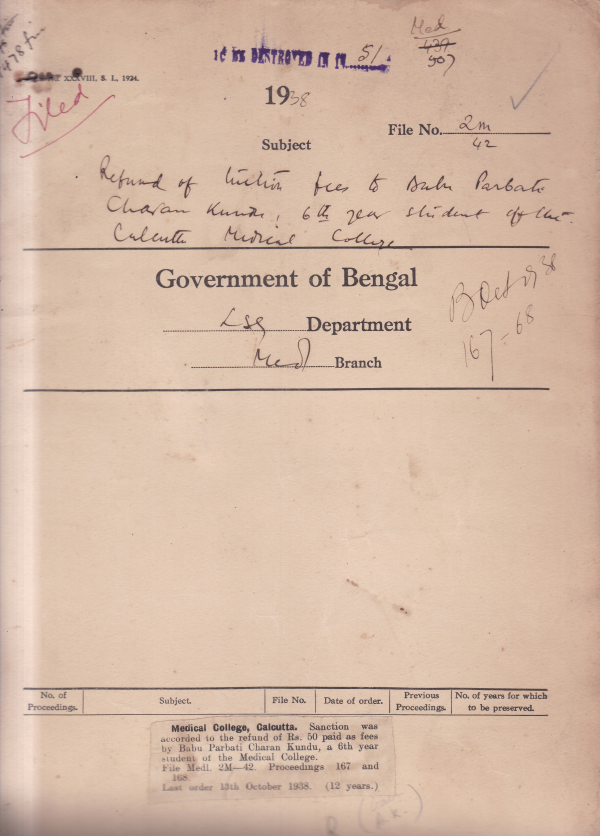 Med
437
507
TO BE DESTROYED IN IN 51
XXXVIII. S. L., 1924.
Filed
1938
File No. 2m
42
Subject
Refund of tuition fees to Babu Parbati
Charan Kundu, 6th year student of the
Calcutta Medical College
Government of Bengal
LSG Department
Med Branch
B Oct 1938
167-68
No. of Proceedings. Subject. File No. Date of order. Previous Proceedings. No. of years for which to be preserved.
Medical College, Calcutta. Sanction was
accorded to the refund of Rs. 50 paid as fees
by Babu Parbati Charan Kundu, a 6th year
student of the Medical College.
File Medl. 2M—42. Proceedings 167 and
168.
Last order 13th October 1938. (12 years.)